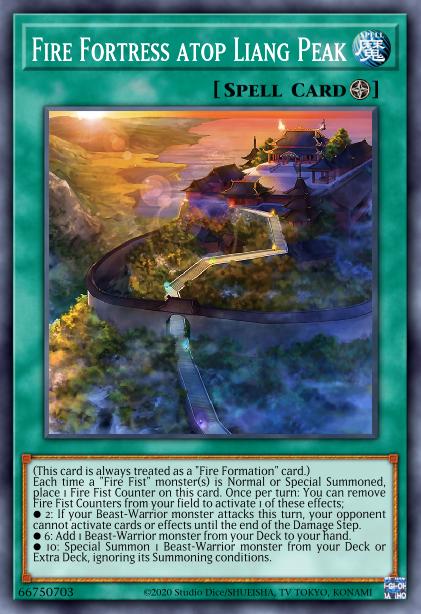 FIRE FORTRESS ATOP LIANG PEAK
SPELL
魔
[SPELL CARD ]
(This card is always treated as a "Fire Formation" card.)
Each time a "Fire Fist" monster(s) is Normal or Special Summoned,
place 1 Fire Fist Counter on this card. Once per turn: You can remove
Fire Fist Counters from your field to activate 1 of these effects;
● 2: If your Beast-Warrior monster attacks this turn, your opponent
cannot activate cards or effects until the end of the Damage Step.
● 6: Add 1 Beast-Warrior monster from your Deck to your hand.
● 10: Special Summon 1 Beast-Warrior monster from your Deck or
Extra Deck, ignoring its Summoning conditions.
66750703
©2020 Studio Dice/SHUEISHA, TV TOKYO, KONAMI